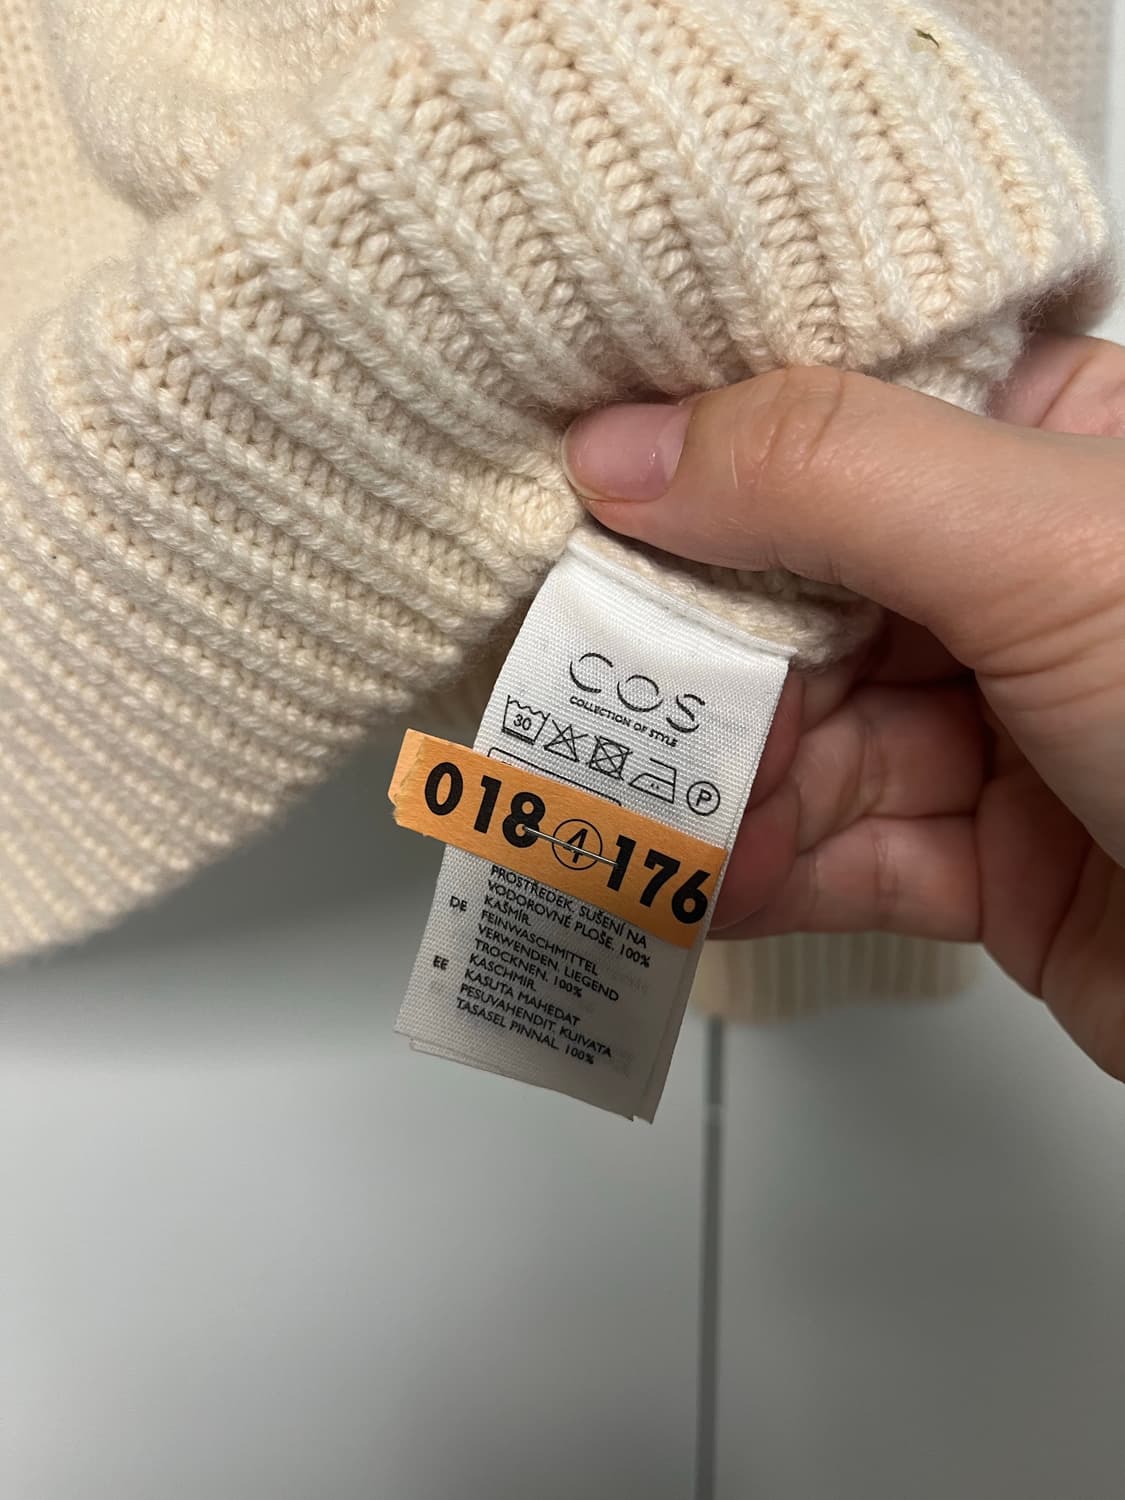 COS
COLLECTION OF STYLE
30
P
018 4 176
PROSTŘEDEK. SUŠENÍ NA
VODOROVNÉ PLOŠE. 100%
KAŠMÍR.
DE FEINWASCHMITTEL
VERWENDEN. LIEGEND
TROCKNEN. 100%
KASCHMIR.
EE KASUTA MAHEDAT
PESUVAHENDIT. KUIVATA
TASASEL PINNAL. 100%